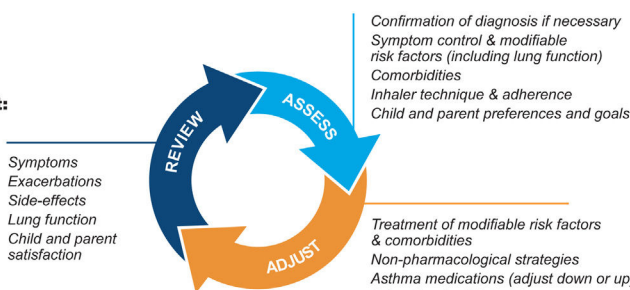 Confirmation of diagnosis if necessary
Symptom control & modifiable
risk factors (including lung function)
Comorbidities
Inhaler technique & adherence
Child and parent preferences and goals
ASSESS
REVIEW
Symptoms
Exacerbations
Side-effects
Lung function
Child and parent
satisfaction
ADJUST
Treatment of modifiable risk factors
& comorbidities
Non-pharmacological strategies
Asthma medications (adjust down or up